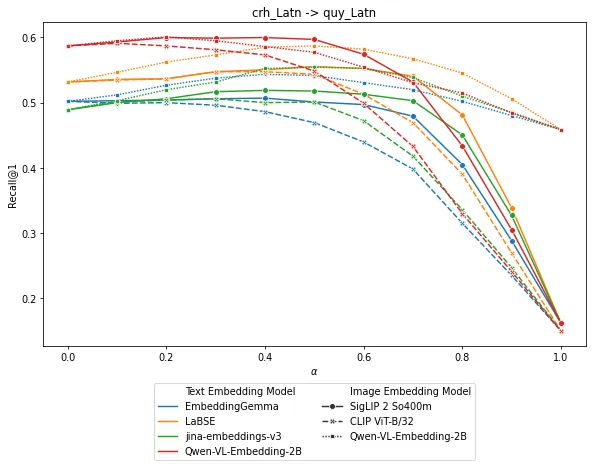 crh_Latn -> quy_Latn
Recall@1
0.6
0.5
0.4
0.3
0.2
0.0
0.2
0.4
0.6
0.8
1.0
α
Text Embedding Model
EmbeddingGemma
LaBSE
jina-embeddings-v3
Qwen-VL-Embedding-2B
Image Embedding Model
SigLIP 2 So400m
CLIP ViT-B/32
Qwen-VL-Embedding-2B